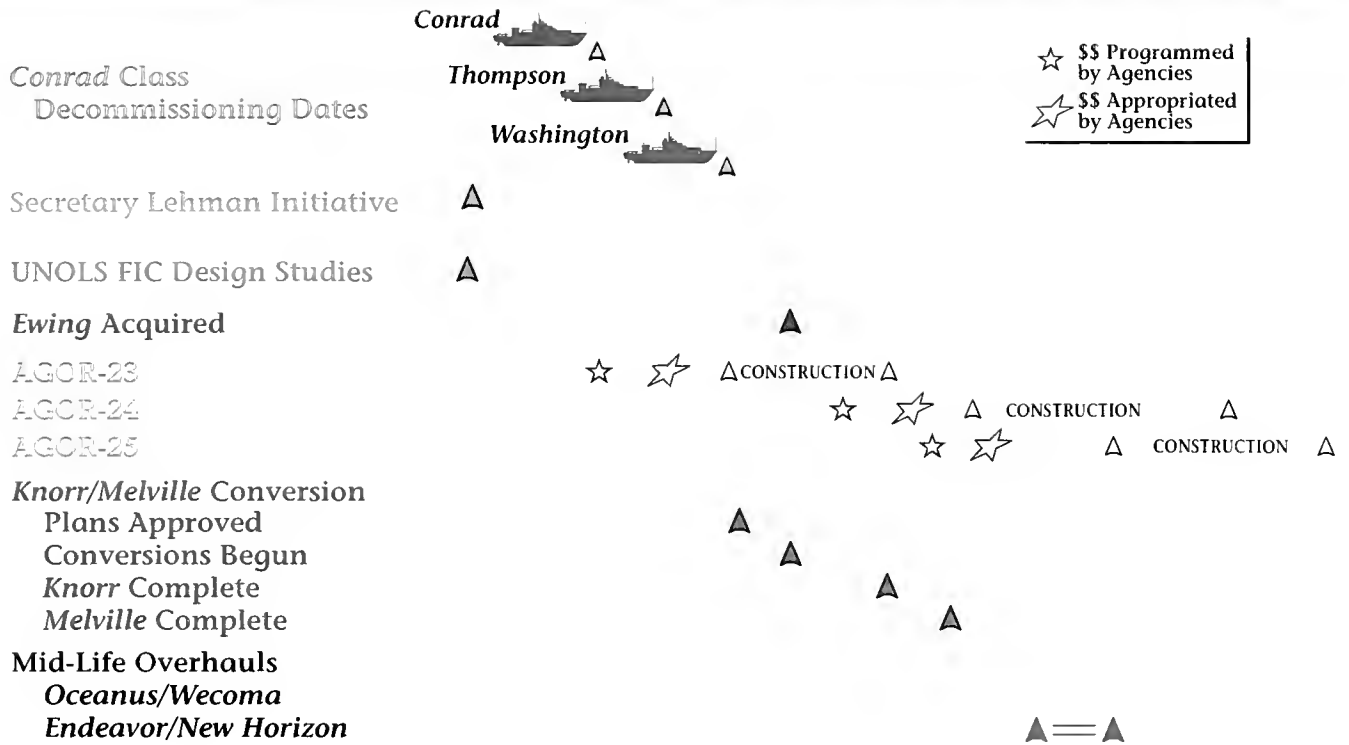 Conrad
Conrad Class
Decommissioning Dates
Thompson
Washington
$$ Programmed
by Agencies
$$ Appropriated
by Agencies
Secretary Lehman Initiative
UNOLS FIC Design Studies
Ewing Acquired
AGOR-23
CONSTRUCTION
AGOR-24
CONSTRUCTION
AGOR-25
CONSTRUCTION
Knorr/Melville Conversion
Plans Approved
Conversions Begun
Knorr Complete
Melville Complete
Mid-Life Overhauls
Oceanus/Wecoma
Endeavor/New Horizon